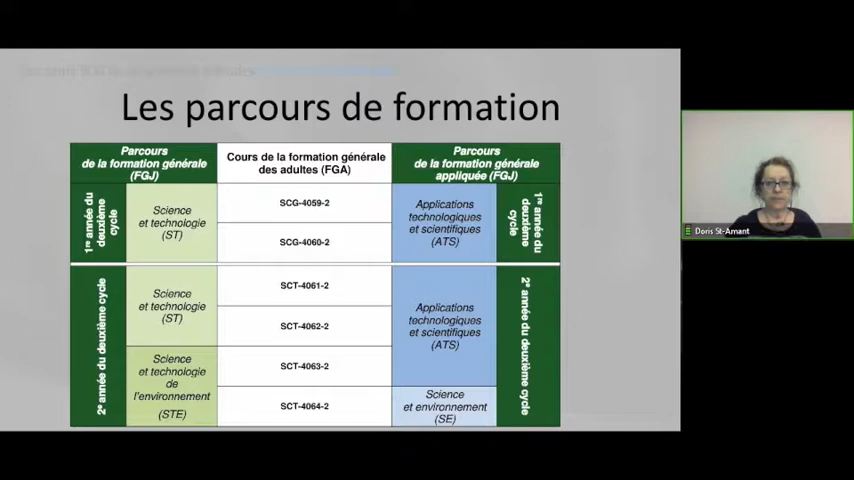 Les parcours de formation
Parcours
de la formation générale
(FGJ)
Cours de la formation générale
des adultes (FGA)
Parcours
de la formation générale
appliquée (FGJ)
1re année du
deuxième
cycle
Science
et technologie
(ST)
SCG-4059-2
SCG-4060-2
Applications
technologiques
et scientifiques
(ATS)
1re année du
deuxième
cycle
2e année du deuxième cycle
Science
et technologie
(ST)
SCT-4061-2
SCT-4062-2
Applications
technologiques
et scientifiques
(ATS)
2e année du deuxième cycle
Science
et technologie
de
l'environnement
(STE)
SCT-4063-2
SCT-4064-2
Science
et environnement
(SE)
Doris St-Amant